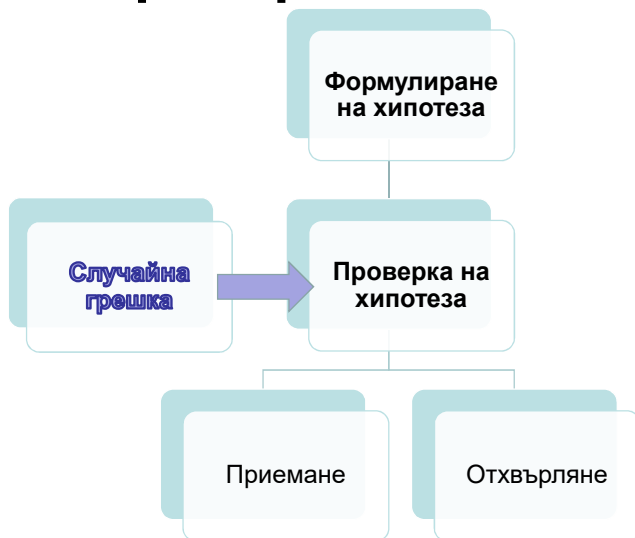 Формулиране
на хипотеза
Случайна
грешка
Проверка на
хипотеза
Приемане
Отхвърляне